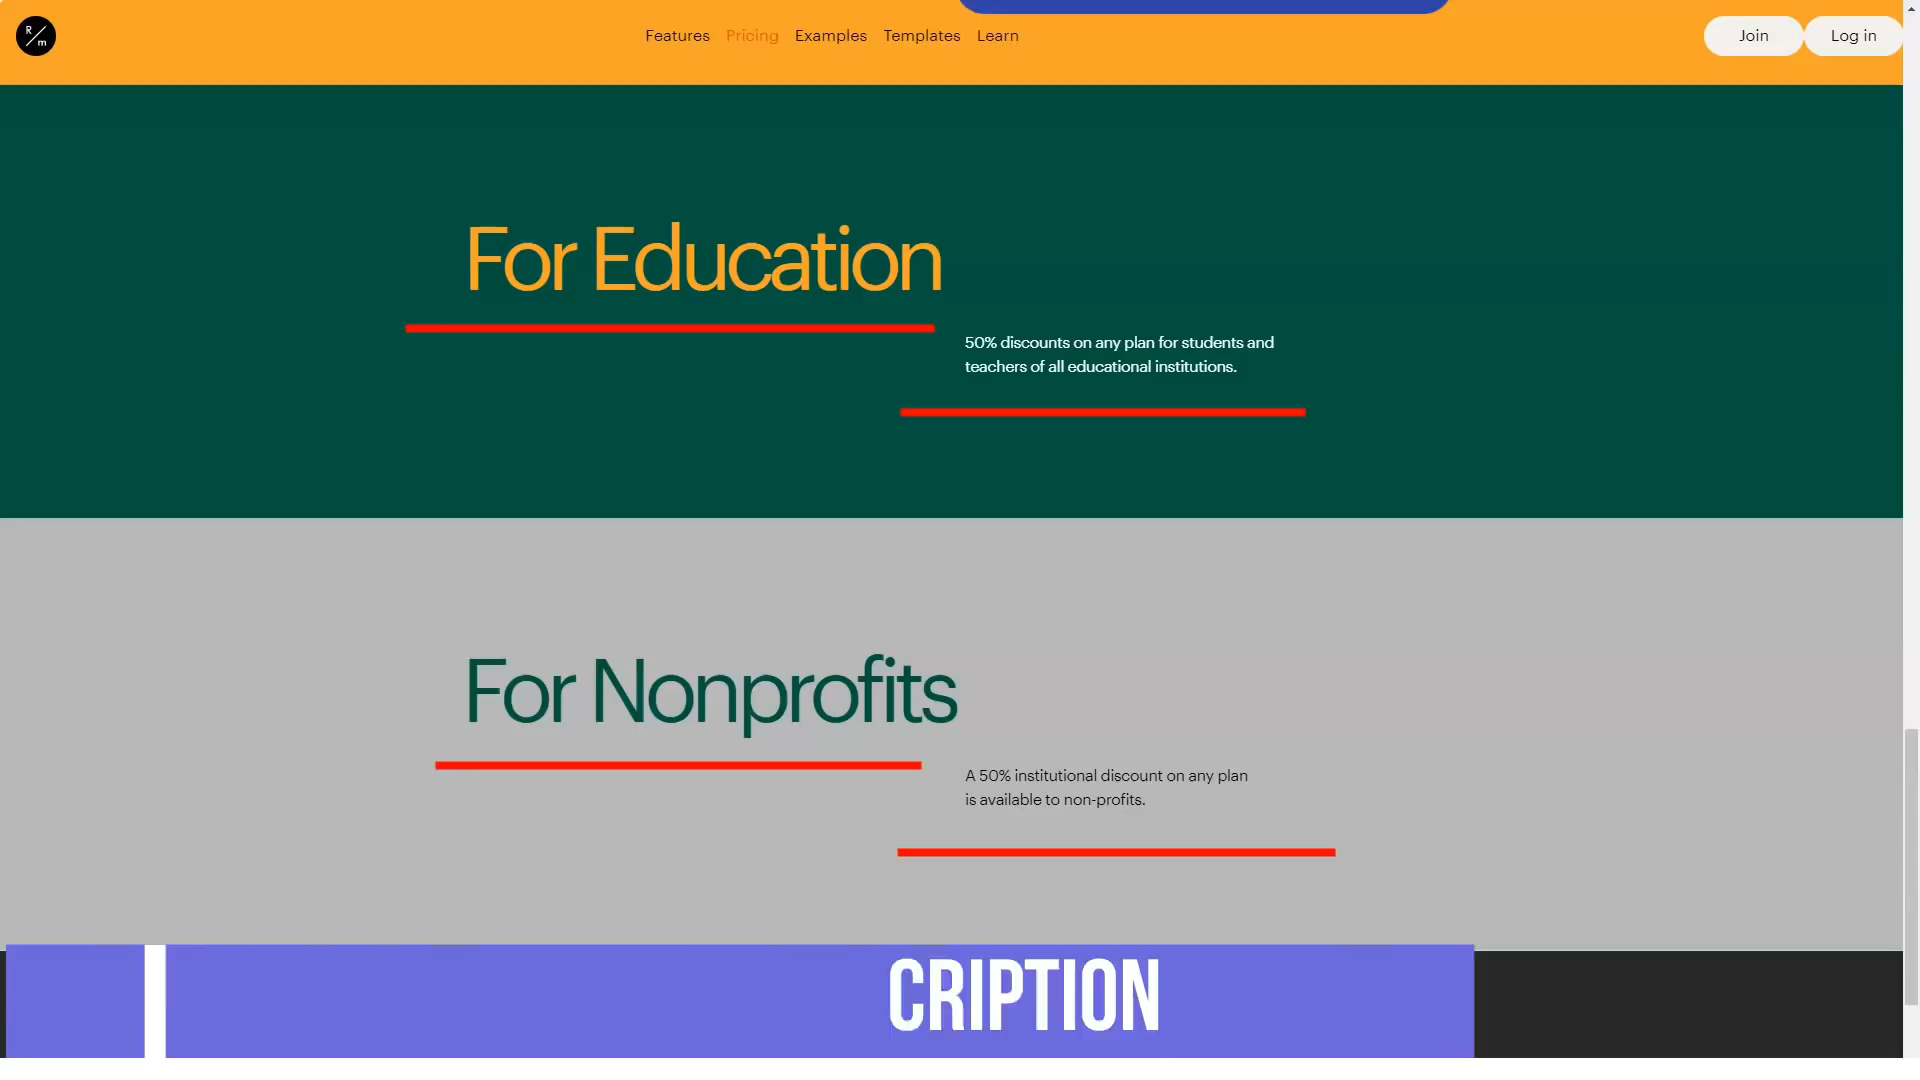 R
m
Features Pricing Examples Templates Learn
Join Log in
For Education
50% discounts on any plan for students and
teachers of all educational institutions.
For Nonprofits
A 50% institutional discount on any plan
is available to non-profits.
CRIPTION